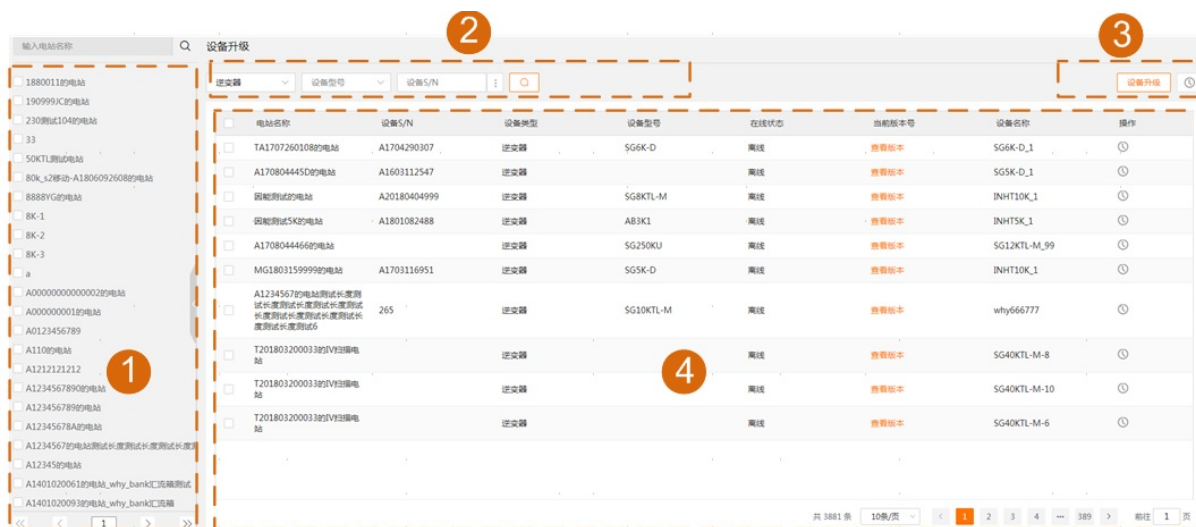 2
3
输入电站名称
设备升级
逆变器 设备型号 设备S/N 设备升级
1880011的电站
190999JC的电站
230测试104的电站
33
50KTL测试电站
80k_s2移动-A1806092608的电站
8888YG的电站
8K-1
8K-2
8K-3
a
A00000000000002的电站
A000000001的电站
A0123456789
A110的电站
A1212121212
A1234567890的电站
A123456789的电站
A12345678A的电站
A1234567的电站测试长度测试长度测试长度测
A12345的电站
A1401020061的电站_why_bank汇流箱测试
A1401020093的电站_why_bank汇流箱
<< < 1 > >>
1
电站名称 设备S/N 设备类型 设备型号 在线状态 当前版本号 设备名称 操作
TA1707260108的电站 A1704290307 逆变器 SG6K-D 离线 查看版本 SG6K-D_1
A170804445D的电站 A1603112547 逆变器 离线 查看版本 SG5K-D_1
因能测试的电站 A20180404999 逆变器 SG8KTL-M 离线 查看版本 INHT10K_1
因能测试5K的电站 A1801082488 逆变器 AB3K1 离线 查看版本 INHT5K_1
A1708044466的电站 逆变器 SG250KU 离线 查看版本 SG12KTL-M_99
MG1803159999的电站 A1703116951 逆变器 SG5K-D 离线 查看版本 INHT10K_1
A1234567的电站测试长度测
试长度测试长度测试长度测试
长度测试长度测试长度测试长
度测试长度测试6
265 逆变器 SG10KTL-M 离线 查看版本 why666777
T201803200033的IV扫描电
站
逆变器 离线 查看版本 SG40KTL-M-8
T201803200033的IV扫描电
站
逆变器 离线 查看版本 SG40KTL-M-10
T201803200033的IV扫描电
站
逆变器 离线 查看版本 SG40KTL-M-6
4
共 3881 条 10条/页 < 1 2 3 4 ••• 389 > 前往 1 页